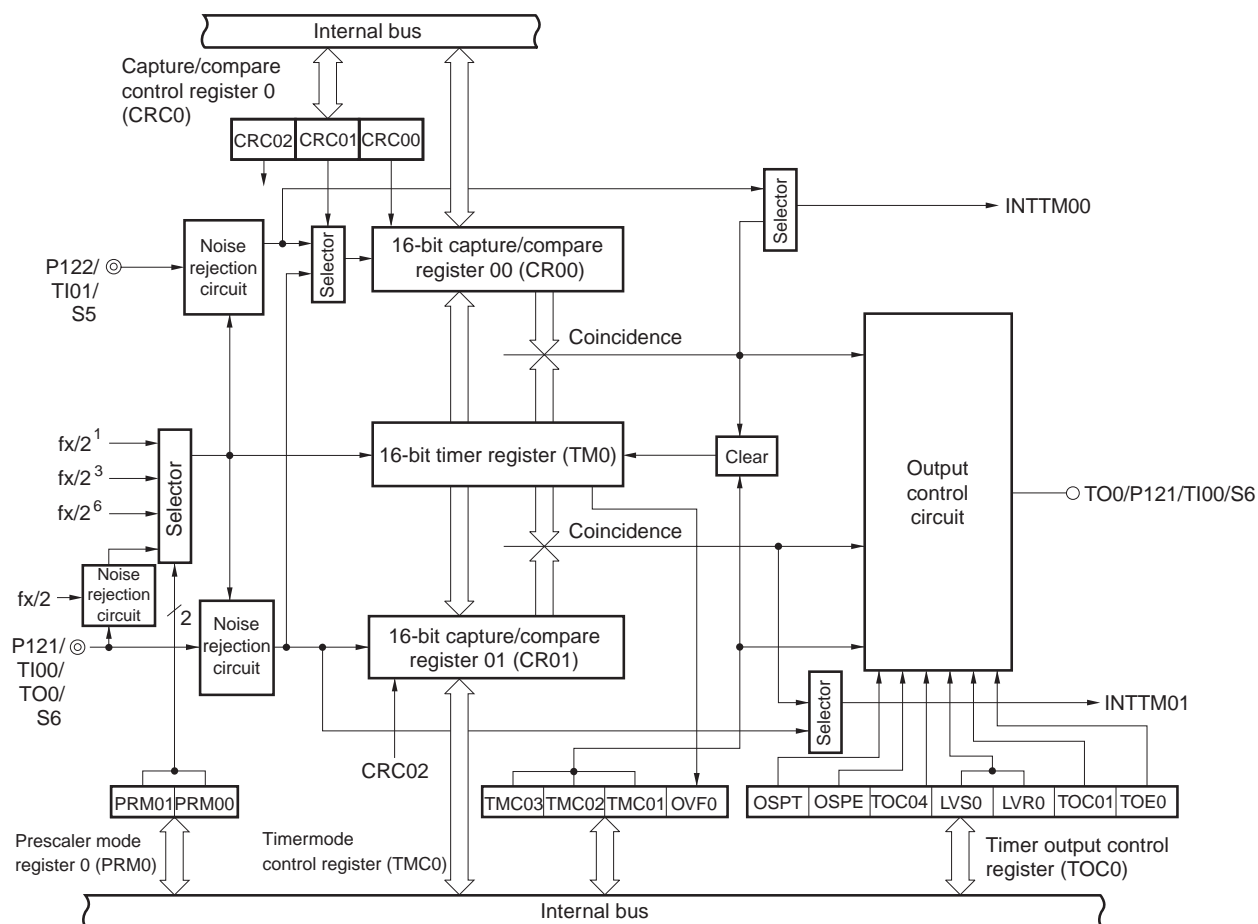 Internal bus
Capture/compare
control register 0
(CRC0)
CRC02 CRC01 CRC00
Selector
INTTM00
Noise
rejection
circuit
Selector
16-bit capture/compare
register 00 (CR00)
P122/
TI01/
S5
Coincidence
fx/2¹
fx/2³
fx/2⁶
Selector
16-bit timer register (TM0)
Clear
Output
control
circuit
TO0/P121/TI00/S6
Coincidence
fx/2
Noise
rejection
circuit
2
Noise
rejection
circuit
16-bit capture/compare
register 01 (CR01)
P121/
TI00/
TO0/
S6
Selector
INTTM01
CRC02
PRM01 PRM00
TMC03 TMC02 TMC01 OVF0
OSPT OSPE TOC04 LVS0 LVR0 TOC01 TOE0
Prescaler mode
register 0 (PRM0)
Timermode
control register (TMC0)
Timer output control
register (TOC0)
Internal bus